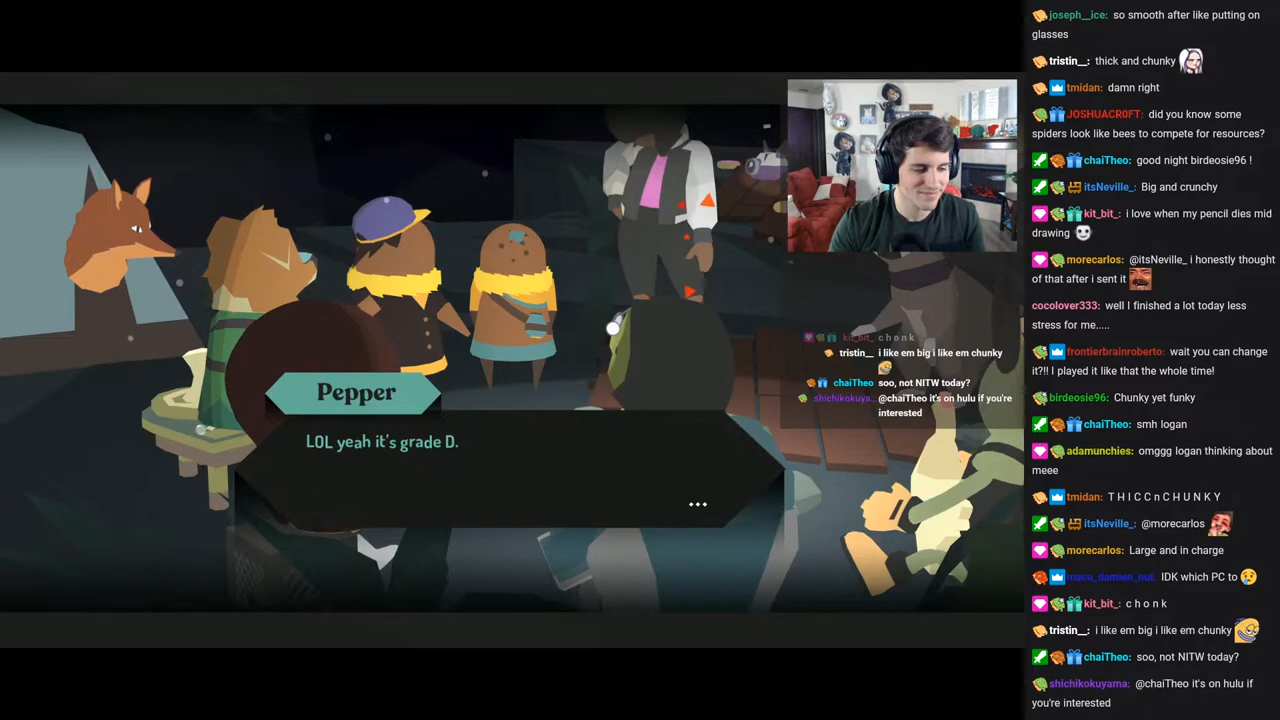 Pepper
LOL yeah it's grade D.
...
kit_bit_ c h o n k
tristin__ i like em big i like em chunky
chaiTheo soo, not NITW today?
shichikokuya… @chaiTheo it's on hulu if you're
interested
joseph__ice: so smooth after like putting on
glasses
tristin__: thick and chunky
tmidan: damn right
JOSHUACR0FT: did you know some
spiders look like bees to compete for resources?
chaiTheo: good night birdeosie96 !
itsNeville_: Big and crunchy
kit_bit_: i love when my pencil dies mid
drawing
morecarlos: @itsNeville_ i honestly thought
of that after i sent it
cocolover333: well I finished a lot today less
stress for me.....
frontierbrainroberto: wait you can change
it?!! I played it like that the whole time!
birdeosie96: Chunky yet funky
chaiTheo: smh logan
adamunchies: omggg logan thinking about
meee
tmidan: T H I C C n C H U N K Y
itsNeville_: @morecarlos
morecarlos: Large and in charge
IDK which PC to
kit_bit_: c h o n k
tristin__: i like em big i like em chunky
chaiTheo: soo, not NITW today?
shichikokuyama: @chaiTheo it's on hulu if
you're interested